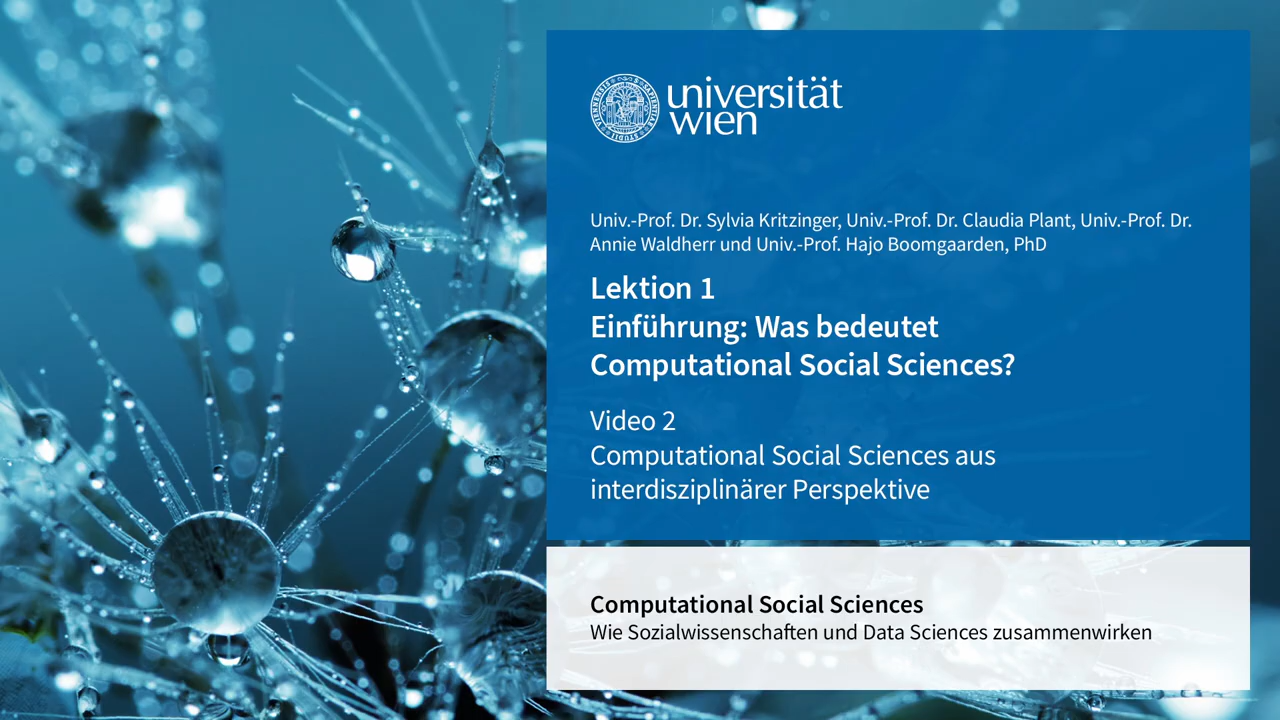 universität
wien
Univ.-Prof. Dr. Sylvia Kritzinger, Univ.-Prof. Dr. Claudia Plant, Univ.-Prof. Dr.
Annie Waldherr und Univ.-Prof. Hajo Boomgaarden, PhD
Lektion 1
Einführung: Was bedeutet
Computational Social Sciences?
Video 2
Computational Social Sciences aus
interdisziplinärer Perspektive
Computational Social Sciences
Wie Sozialwissenschaften und Data Sciences zusammenwirken